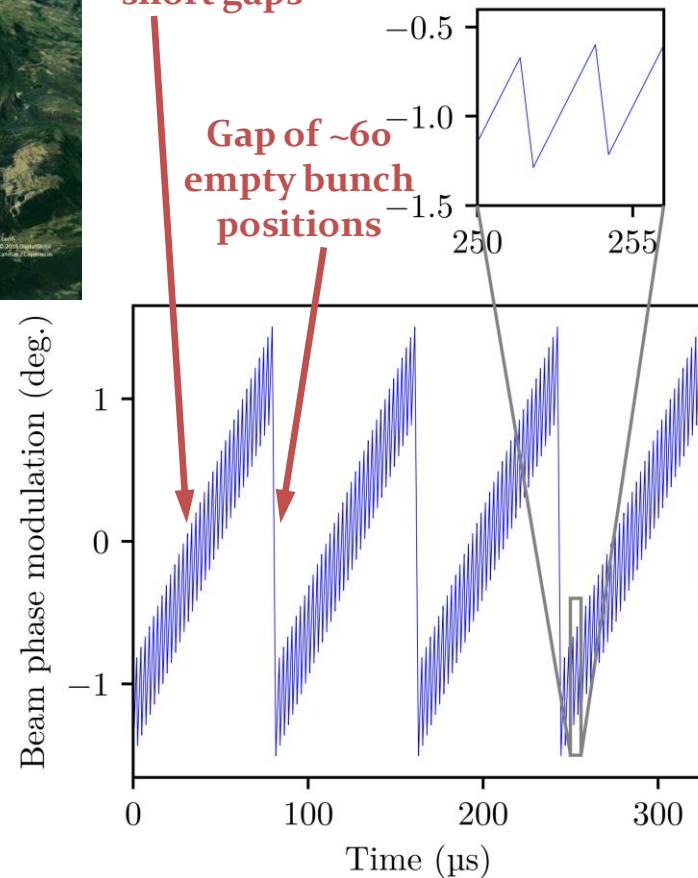 short gaps
Gap of ~60
empty bunch
positions
−0.5
−1.0
−1.5
250
255
Beam phase modulation (deg.)
1
0
−1
0
100
200
300
Time (µs)